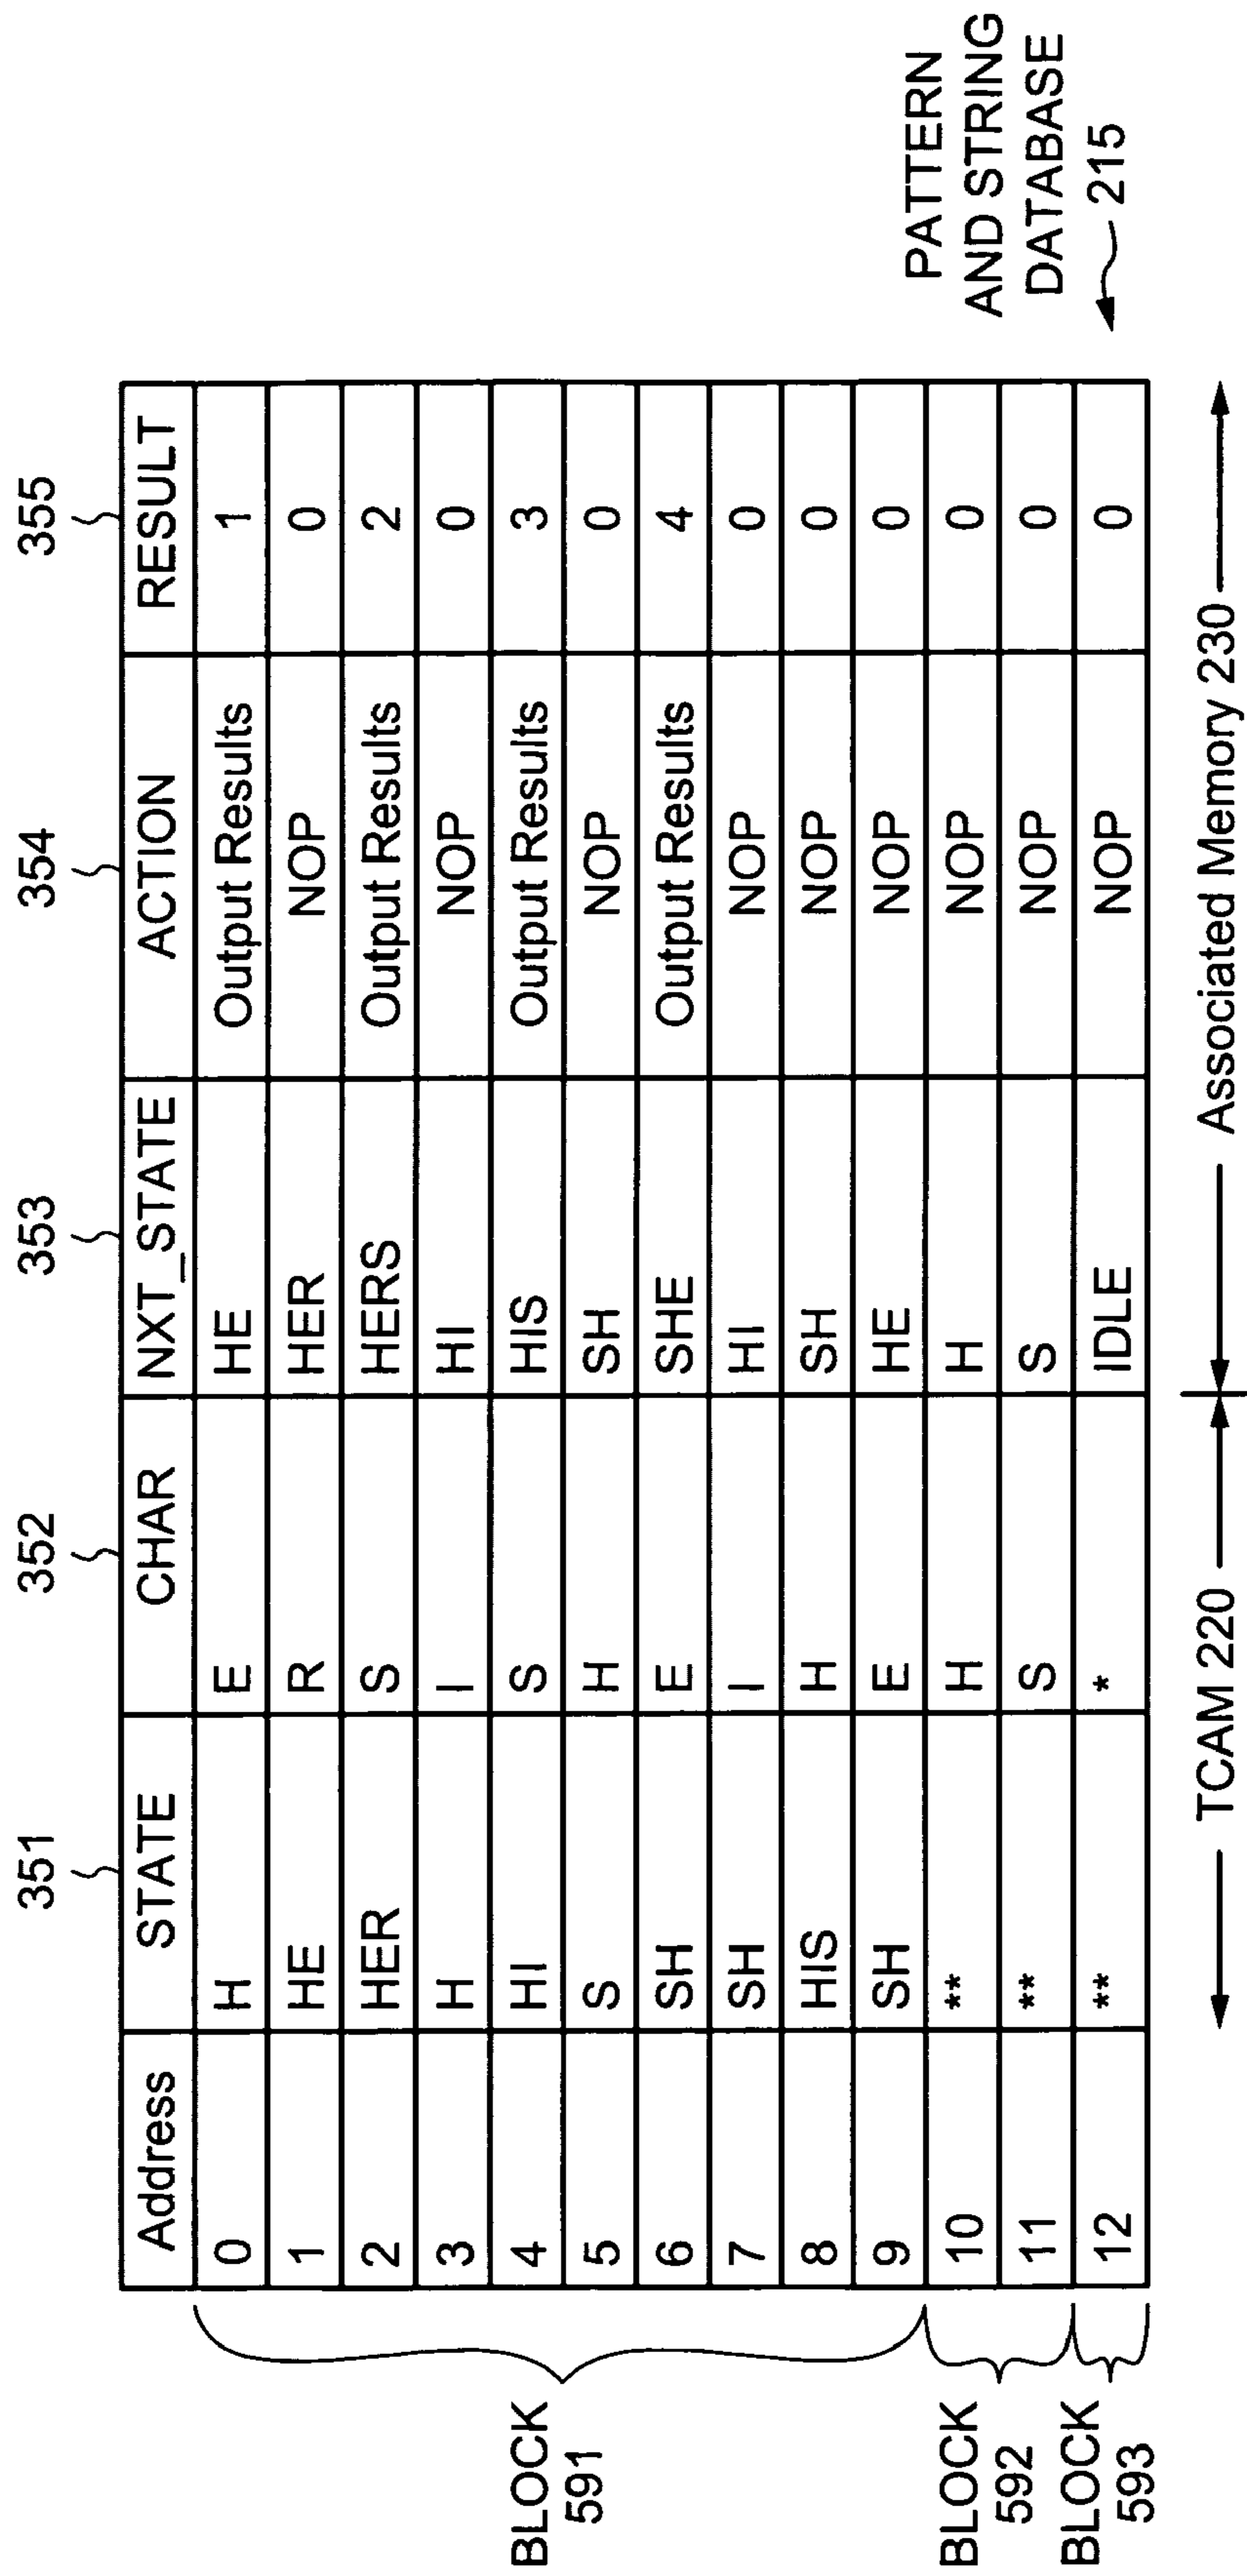 351 352 353 354 355
Address STATE CHAR NXT_STATE ACTION RESULT
0 H E HE Output Results 1
1 HE R HER NOP 0
2 HER S HERS Output Results 2
3 H I HI NOP 0
4 HI S HIS Output Results 3
5 S H SH NOP 0
6 SH E SHE Output Results 4
7 SH I HI NOP 0
8 HIS H SH NOP 0
9 SH E HE NOP 0
10 ** H H NOP 0
11 ** S S NOP 0
12 ** * IDLE NOP 0
BLOCK
591
BLOCK
592
BLOCK
593
TCAM 220
Associated Memory 230
PATTERN
AND STRING
DATABASE
215